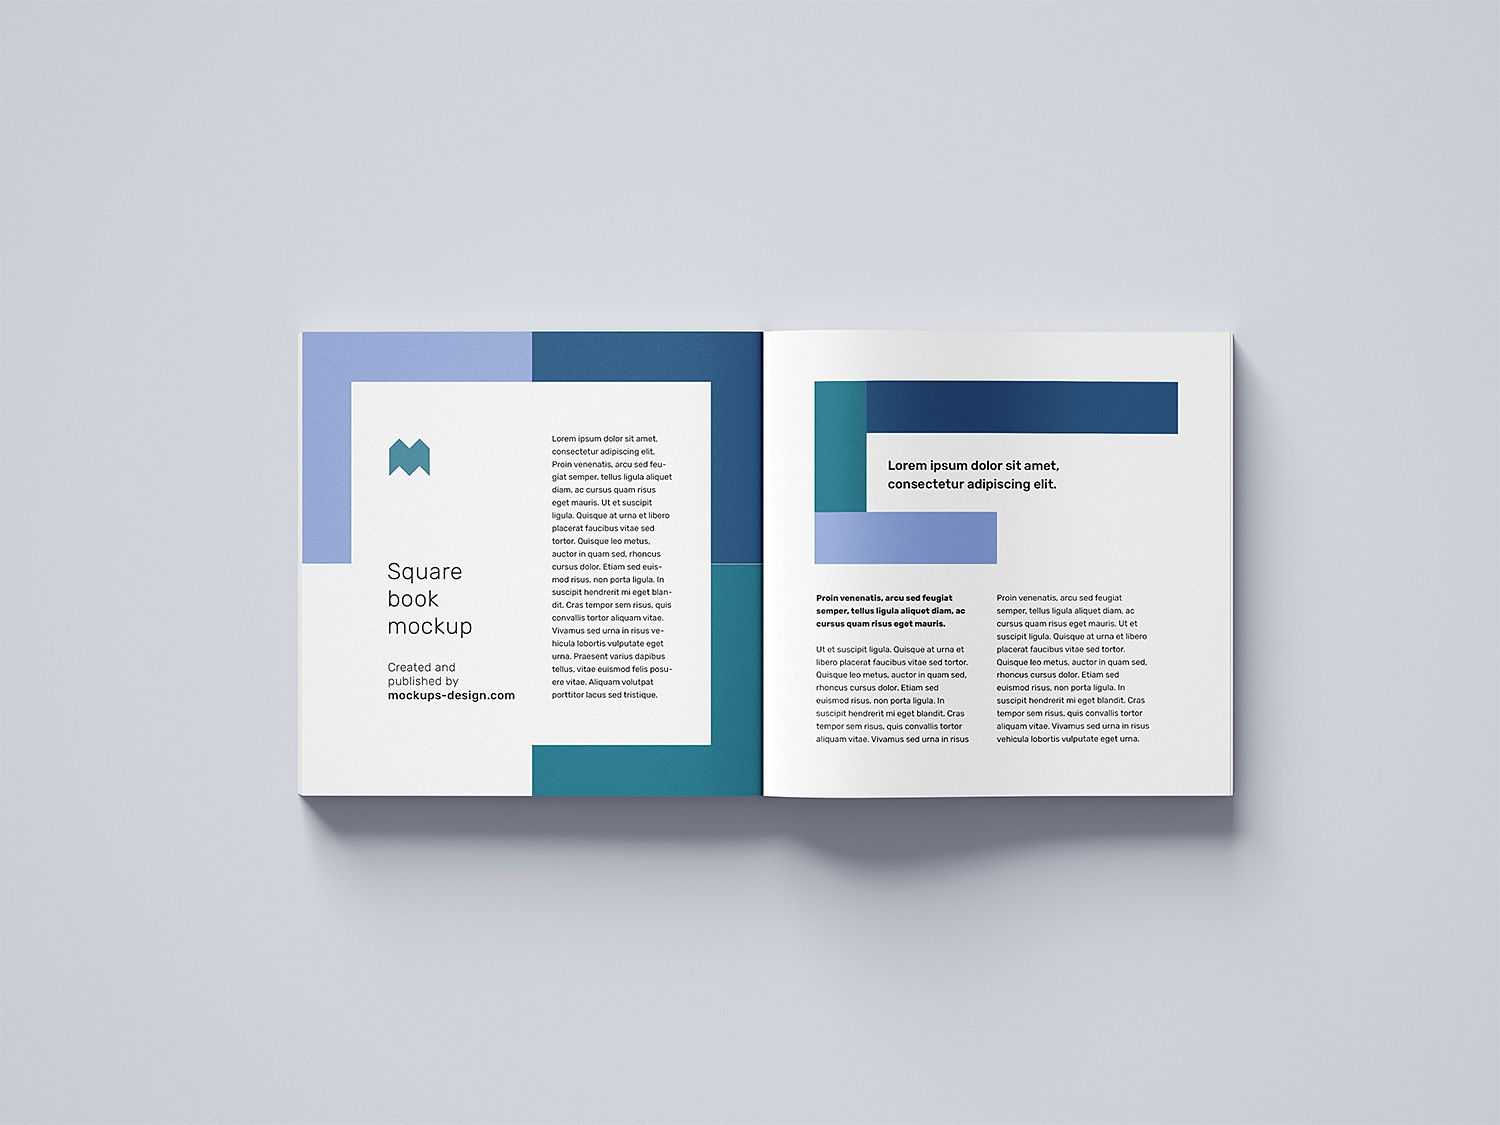 Square
book
mockup
Created and
published by
mockups-design.com
Lorem ipsum dolor sit amet,
consectetur adipiscing elit.
Proin venenatis, arcu sed feu-
giat semper, tellus ligula aliquet
diam, ac cursus quam risus
eget mauris. Ut et suscipit
ligula. Quisque at urna et libero
placerat faucibus vitae sed
tortor. Quisque leo metus,
auctor in quam sed, rhoncus
cursus dolor. Etiam sed euis-
mod risus, non porta ligula. In
suscipit hendrerit mi eget blan-
dit. Cras tempor sem risus, quis
convallis tortor aliquam vitae.
Vivamus sed urna in risus ve-
hicula lobortis vulputate eget
urna. Praesent varius dapibus
tellus, vitae euismod felis posu-
ere vitae. Aliquam volutpat
porttitor lacus sed tristique.
Lorem ipsum dolor sit amet,
consectetur adipiscing elit.
Proin venenatis, arcu sed feugiat
semper, tellus ligula aliquet diam, ac
cursus quam risus eget mauris.
Ut et suscipit ligula. Quisque at urna et
libero placerat faucibus vitae sed tortor.
Quisque leo metus, auctor in quam sed,
rhoncus cursus dolor. Etiam sed
euismod risus, non porta ligula. In
suscipit hendrerit mi eget blandit. Cras
tempor sem risus, quis convallis tortor
aliquam vitae. Vivamus sed urna in risus
Proin venenatis, arcu sed feugiat
semper, tellus ligula aliquet diam, ac
cursus quam risus eget mauris. Ut et
suscipit ligula. Quisque at urna et libero
placerat faucibus vitae sed tortor.
Quisque leo metus, auctor in quam sed,
rhoncus cursus dolor. Etiam sed
euismod risus, non porta ligula. In
suscipit hendrerit mi eget blandit. Cras
tempor sem risus, quis convallis tortor
aliquam vitae. Vivamus sed urna in risus
vehicula lobortis vulputate eget urna.